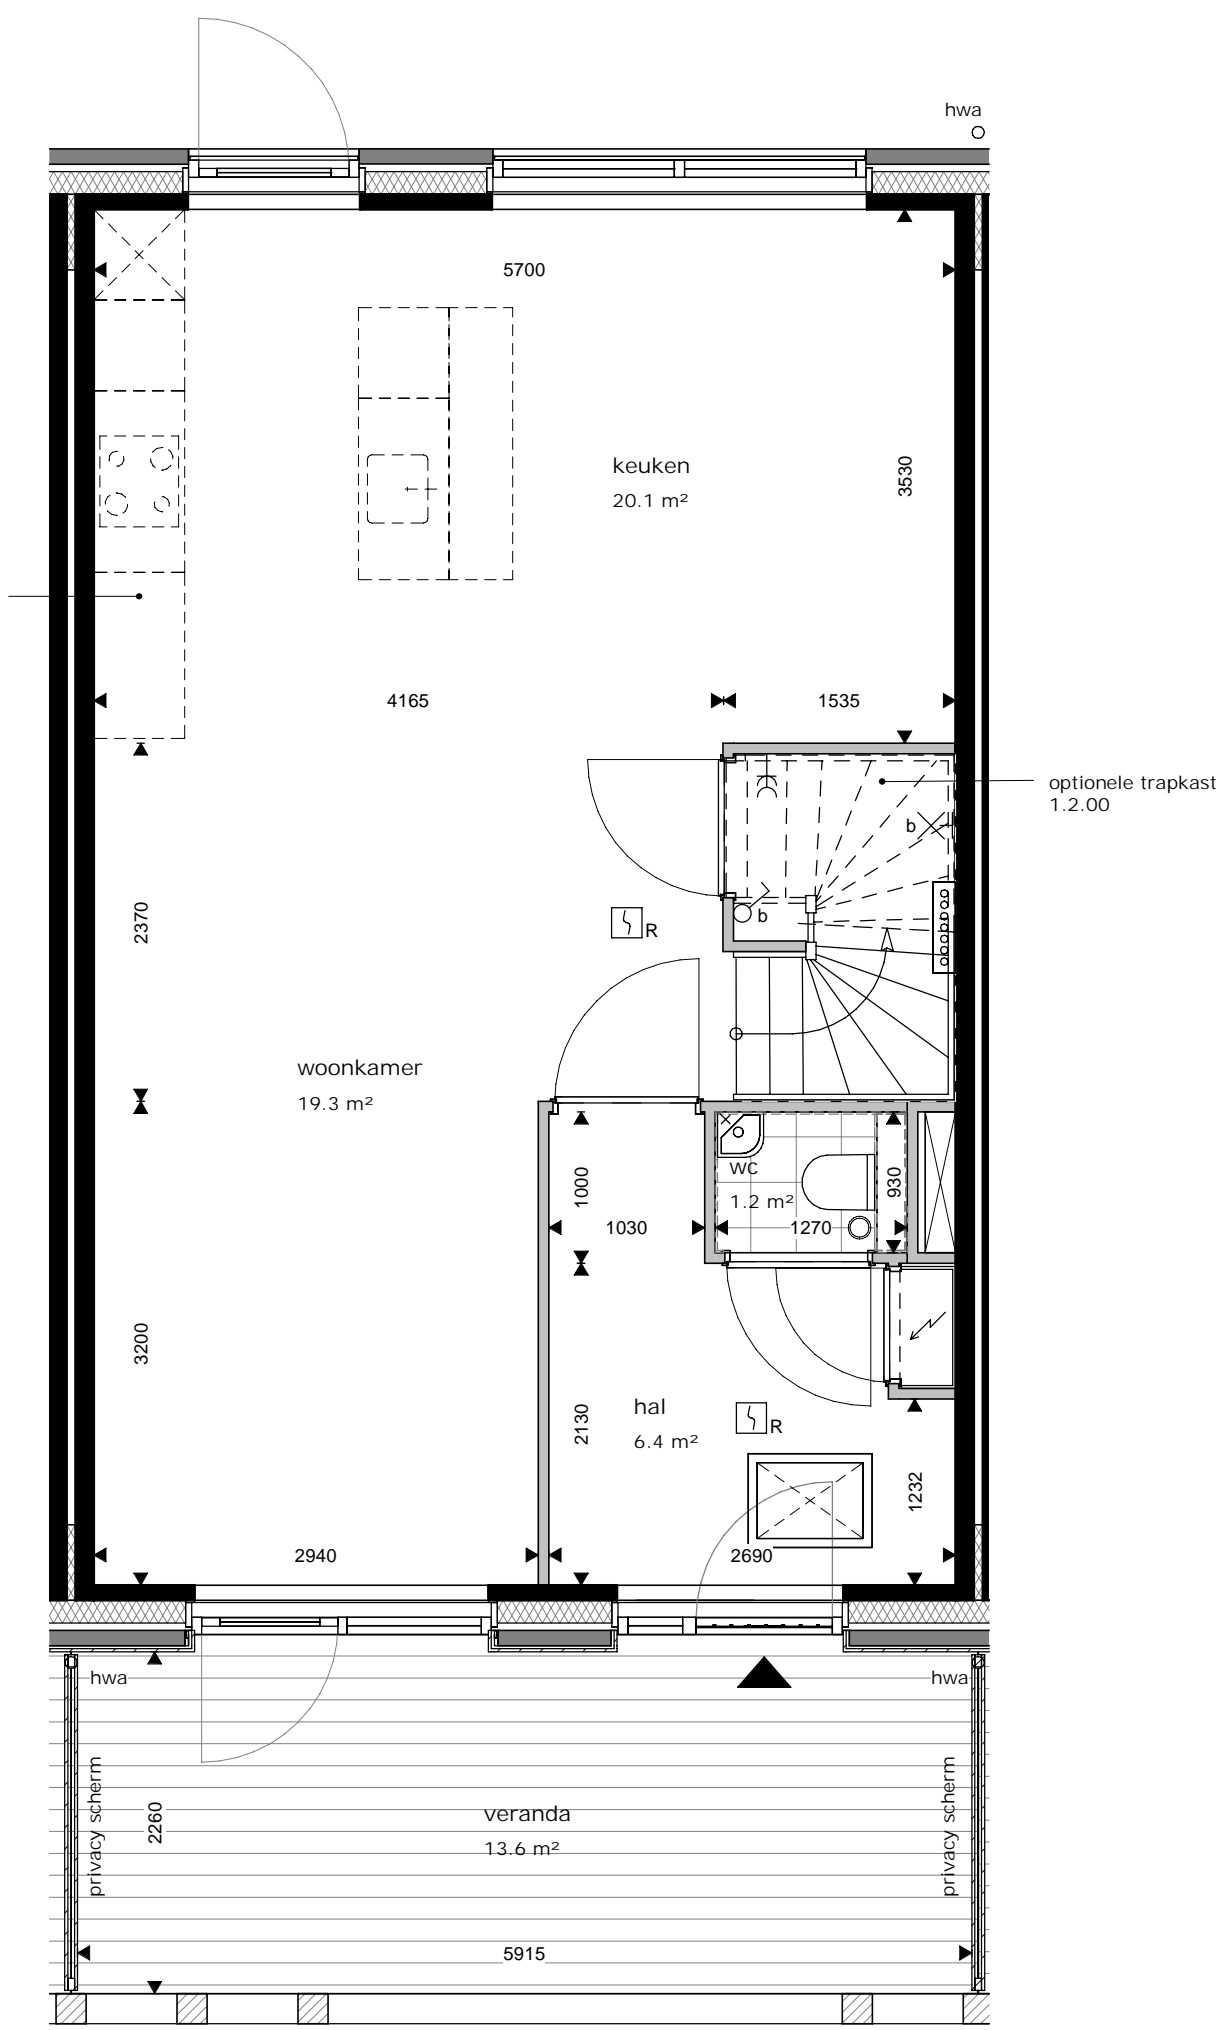 hwa
5700
keuken
20.1 m²
3530
4165
1535
optionele trapkast
1.2.00
b
b
2370
R
woonkamer
19.3 m²
1000
wc
1.2 m²
930
1030
1270
3200
hal
6.4 m²
2130
R
1232
2940
2690
hwa
hwa
privacy scherm
2260
veranda
13.6 m²
privacy scherm
5915